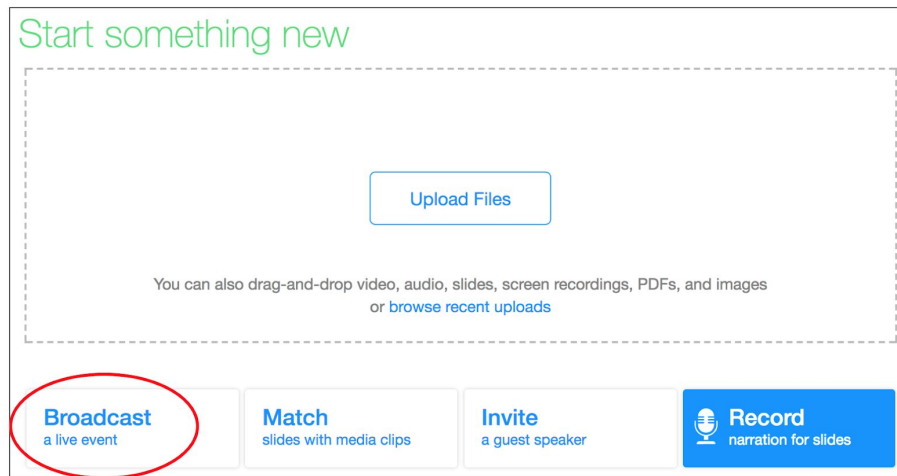 Start something new
Upload Files
You can also drag-and-drop video, audio, slides, screen recordings, PDFs, and images
or browse recent uploads
Broadcast
a live event
Match
slides with media clips
Invite
a guest speaker
Record
narration for slides